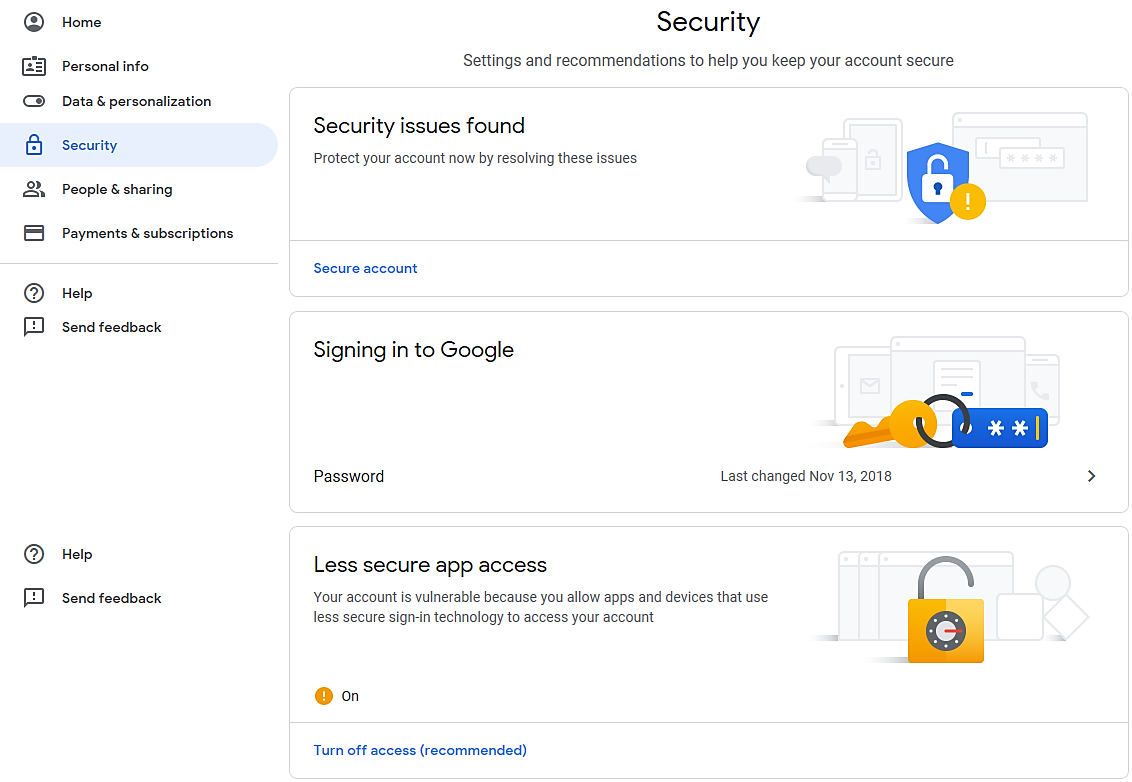 Home
Personal info
Data & personalization
Security
People & sharing
Payments & subscriptions
Help
Send feedback
Help
Send feedback
Security
Settings and recommendations to help you keep your account secure
Security issues found
Protect your account now by resolving these issues
Secure account
Signing in to Google
Password
Last changed Nov 13, 2018
Less secure app access
Your account is vulnerable because you allow apps and devices that use
less secure sign-in technology to access your account
On
Turn off access (recommended)